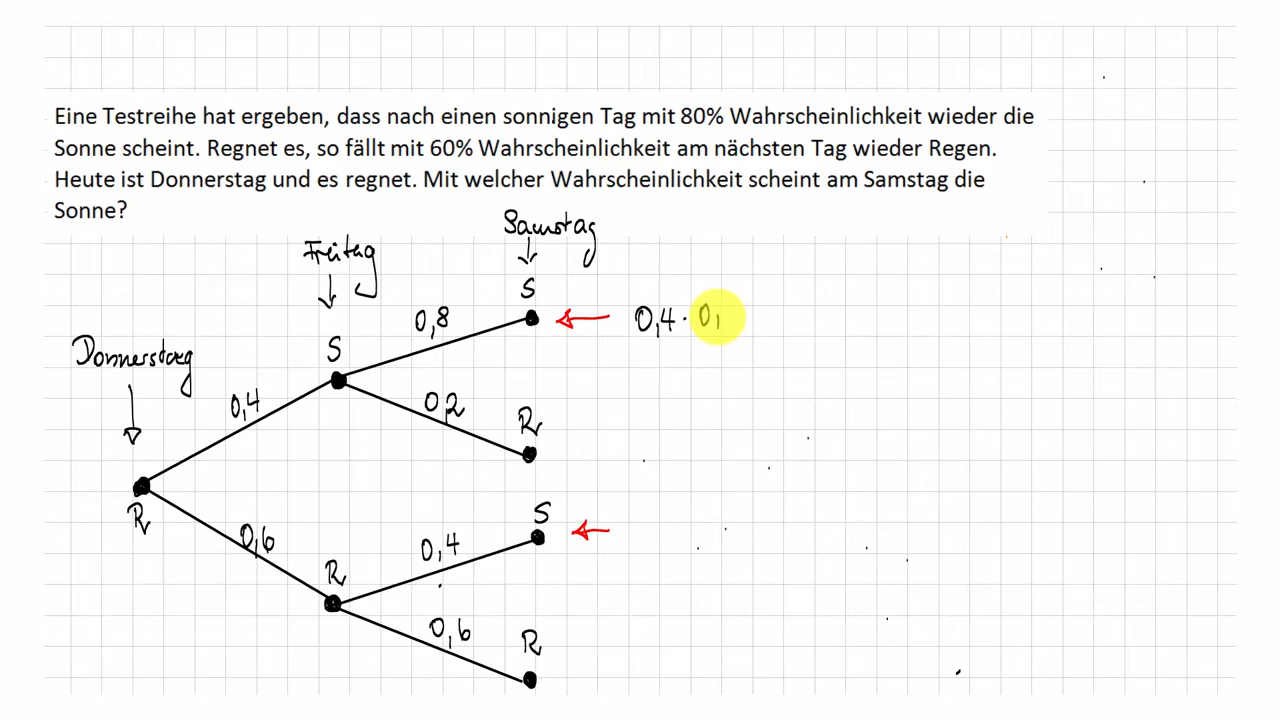 Eine Testreihe hat ergeben, dass nach einen sonnigen Tag mit 80% Wahrscheinlichkeit wieder die
Sonne scheint. Regnet es, so fällt mit 60% Wahrscheinlichkeit am nächsten Tag wieder Regen.
Heute ist Donnerstag und es regnet. Mit welcher Wahrscheinlichkeit scheint am Samstag die
Sonne?
Samstag
Freitag
S
0,8
0,4 · 0,
Donnerstag
S
0,4
0,2
R
R
S
0,6
0,4
R
0,6
R